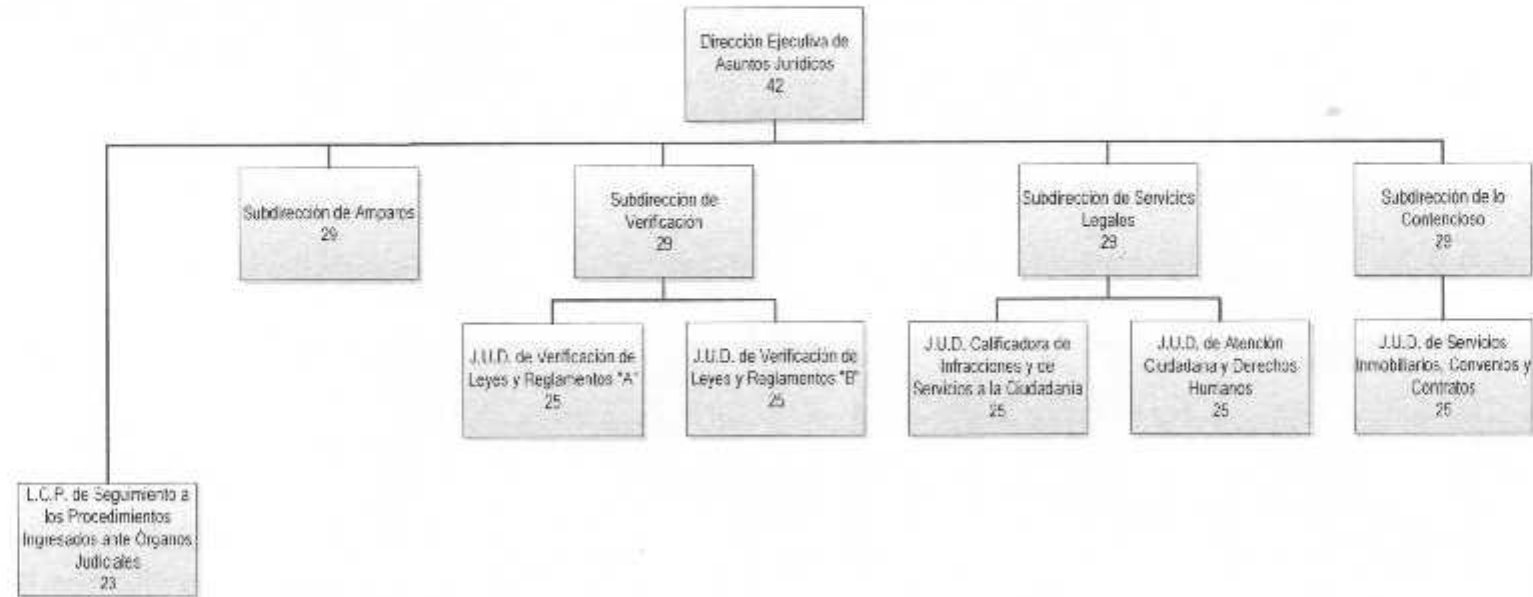 Dirección Ejecutiva de
Asuntos Jurídicos
42
Subdirección de Amparos
29
Subdirección de
Verificación
29
Subdirección de Servicios
Legales
29
Subdirección de lo
Contencioso
29
J.U.D. de Verificación de
Leyes y Reglamentos "A"
25
J.U.D. de Verificación de
Leyes y Reglamentos "B"
25
J.U.D. Calificadora de
Infracciones y de
Servicios a la Ciudadanía
25
J.U.D. de Atención
Ciudadana y Derechos
Humanos
25
J.U.D. de Servicios
Inmobiliarios, Convenios y
Contratos
25
L.C.P. de Seguimiento a
los Procedimientos
Ingresados ante Órganos
Judiciales
23